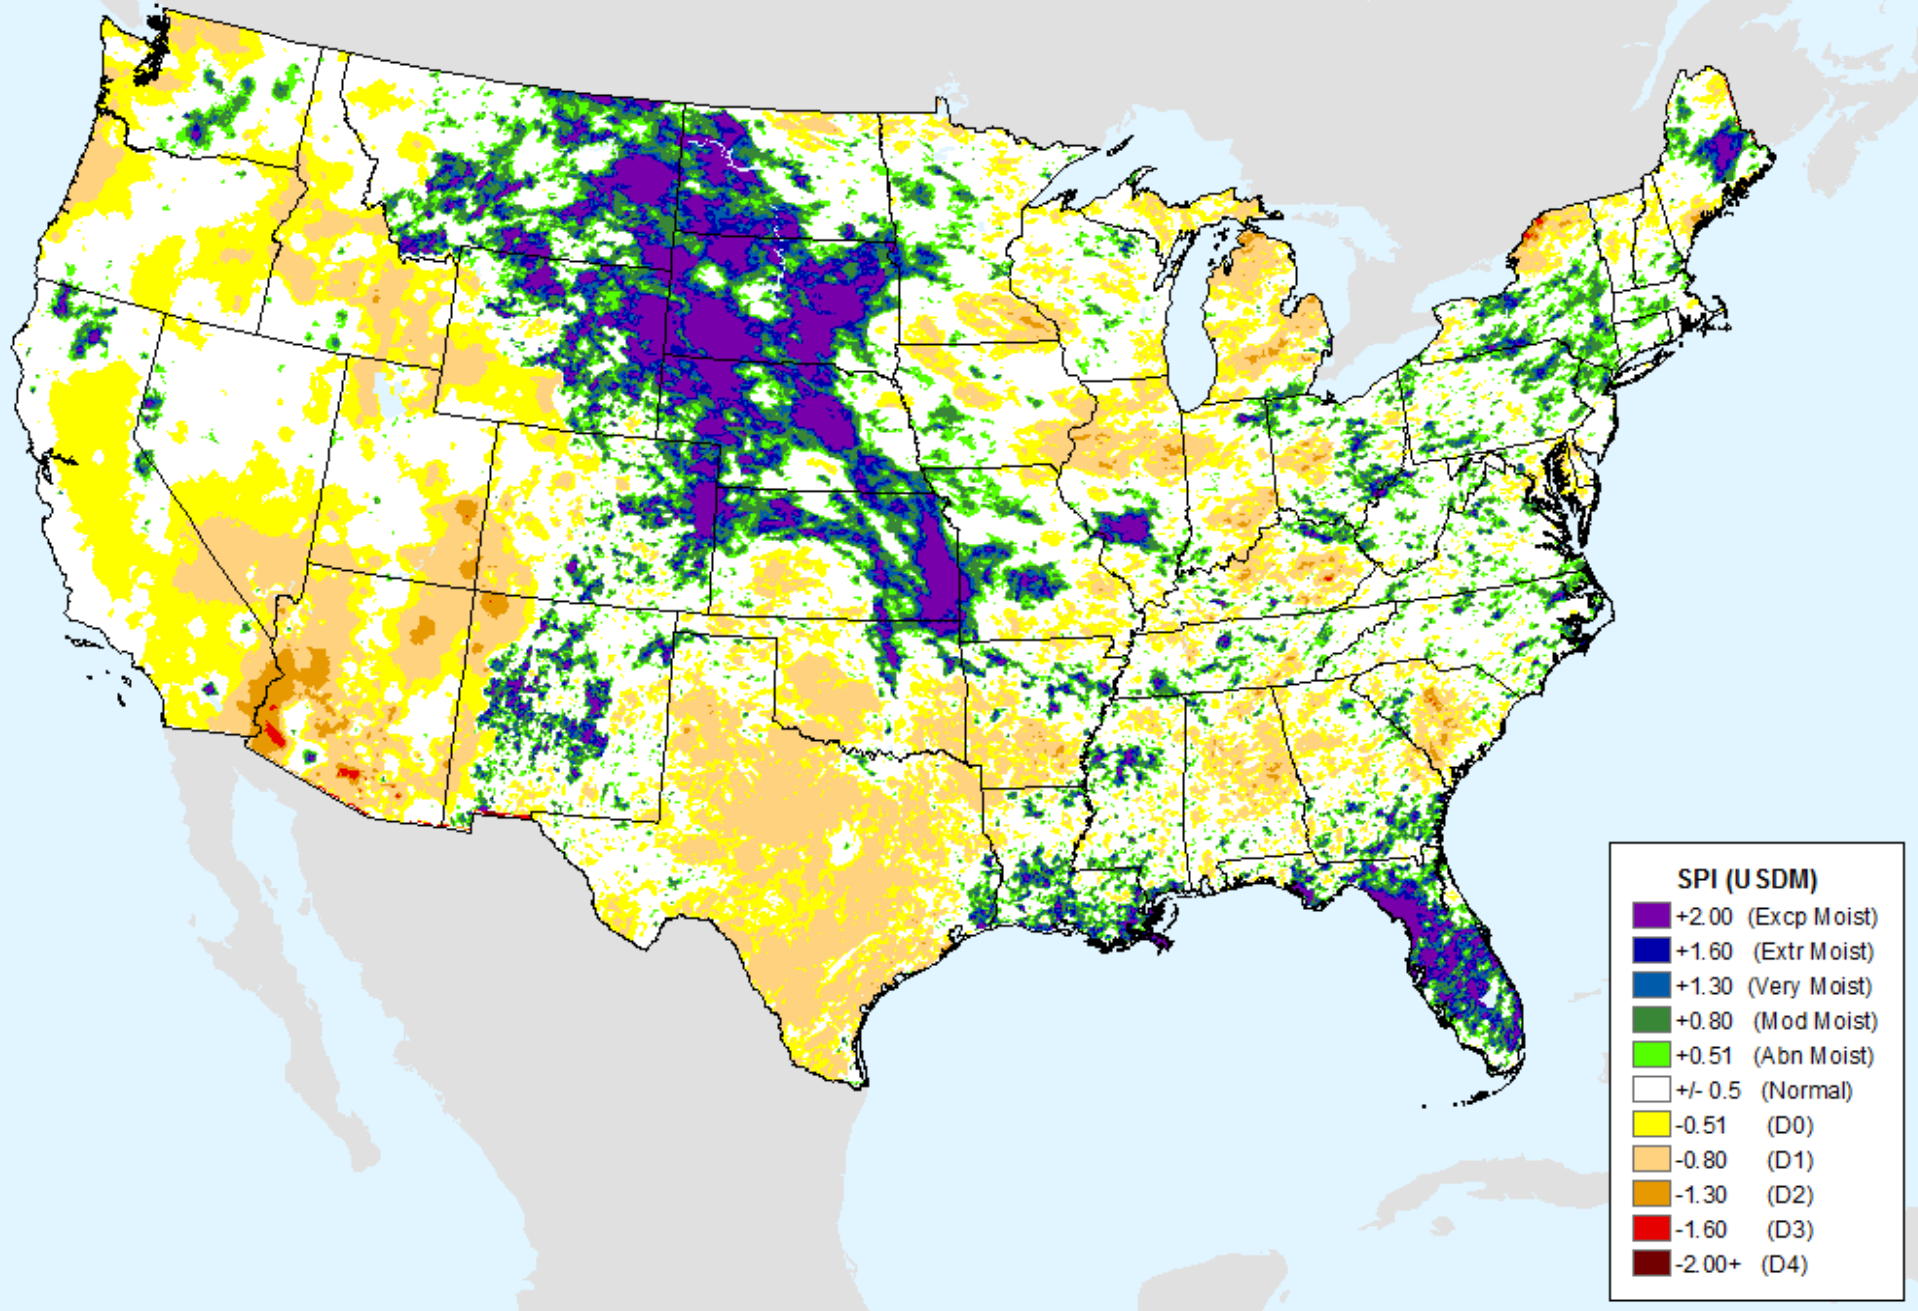 SPI (USDM)
+2.00 (Excp Moist)
+1.60 (Extr Moist)
+1.30 (Very Moist)
+0.80 (Mod Moist)
+0.51 (Abn Moist)
+/- 0.5 (Normal)
-0.51 (D0)
-0.80 (D1)
-1.30 (D2)
-1.60 (D3)
-2.00+ (D4)